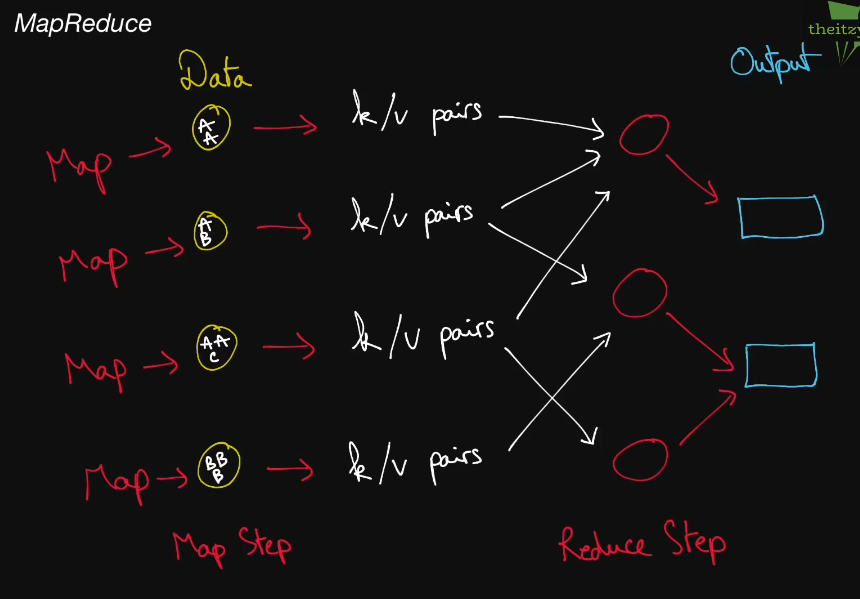 MapReduce
theitzy
Data
Output
Map
A
A
k/v pairs
Map
A
B
k/v pairs
Map
AA
C
k/v pairs
Map
BB
B
k/v pairs
Map Step
Reduce Step